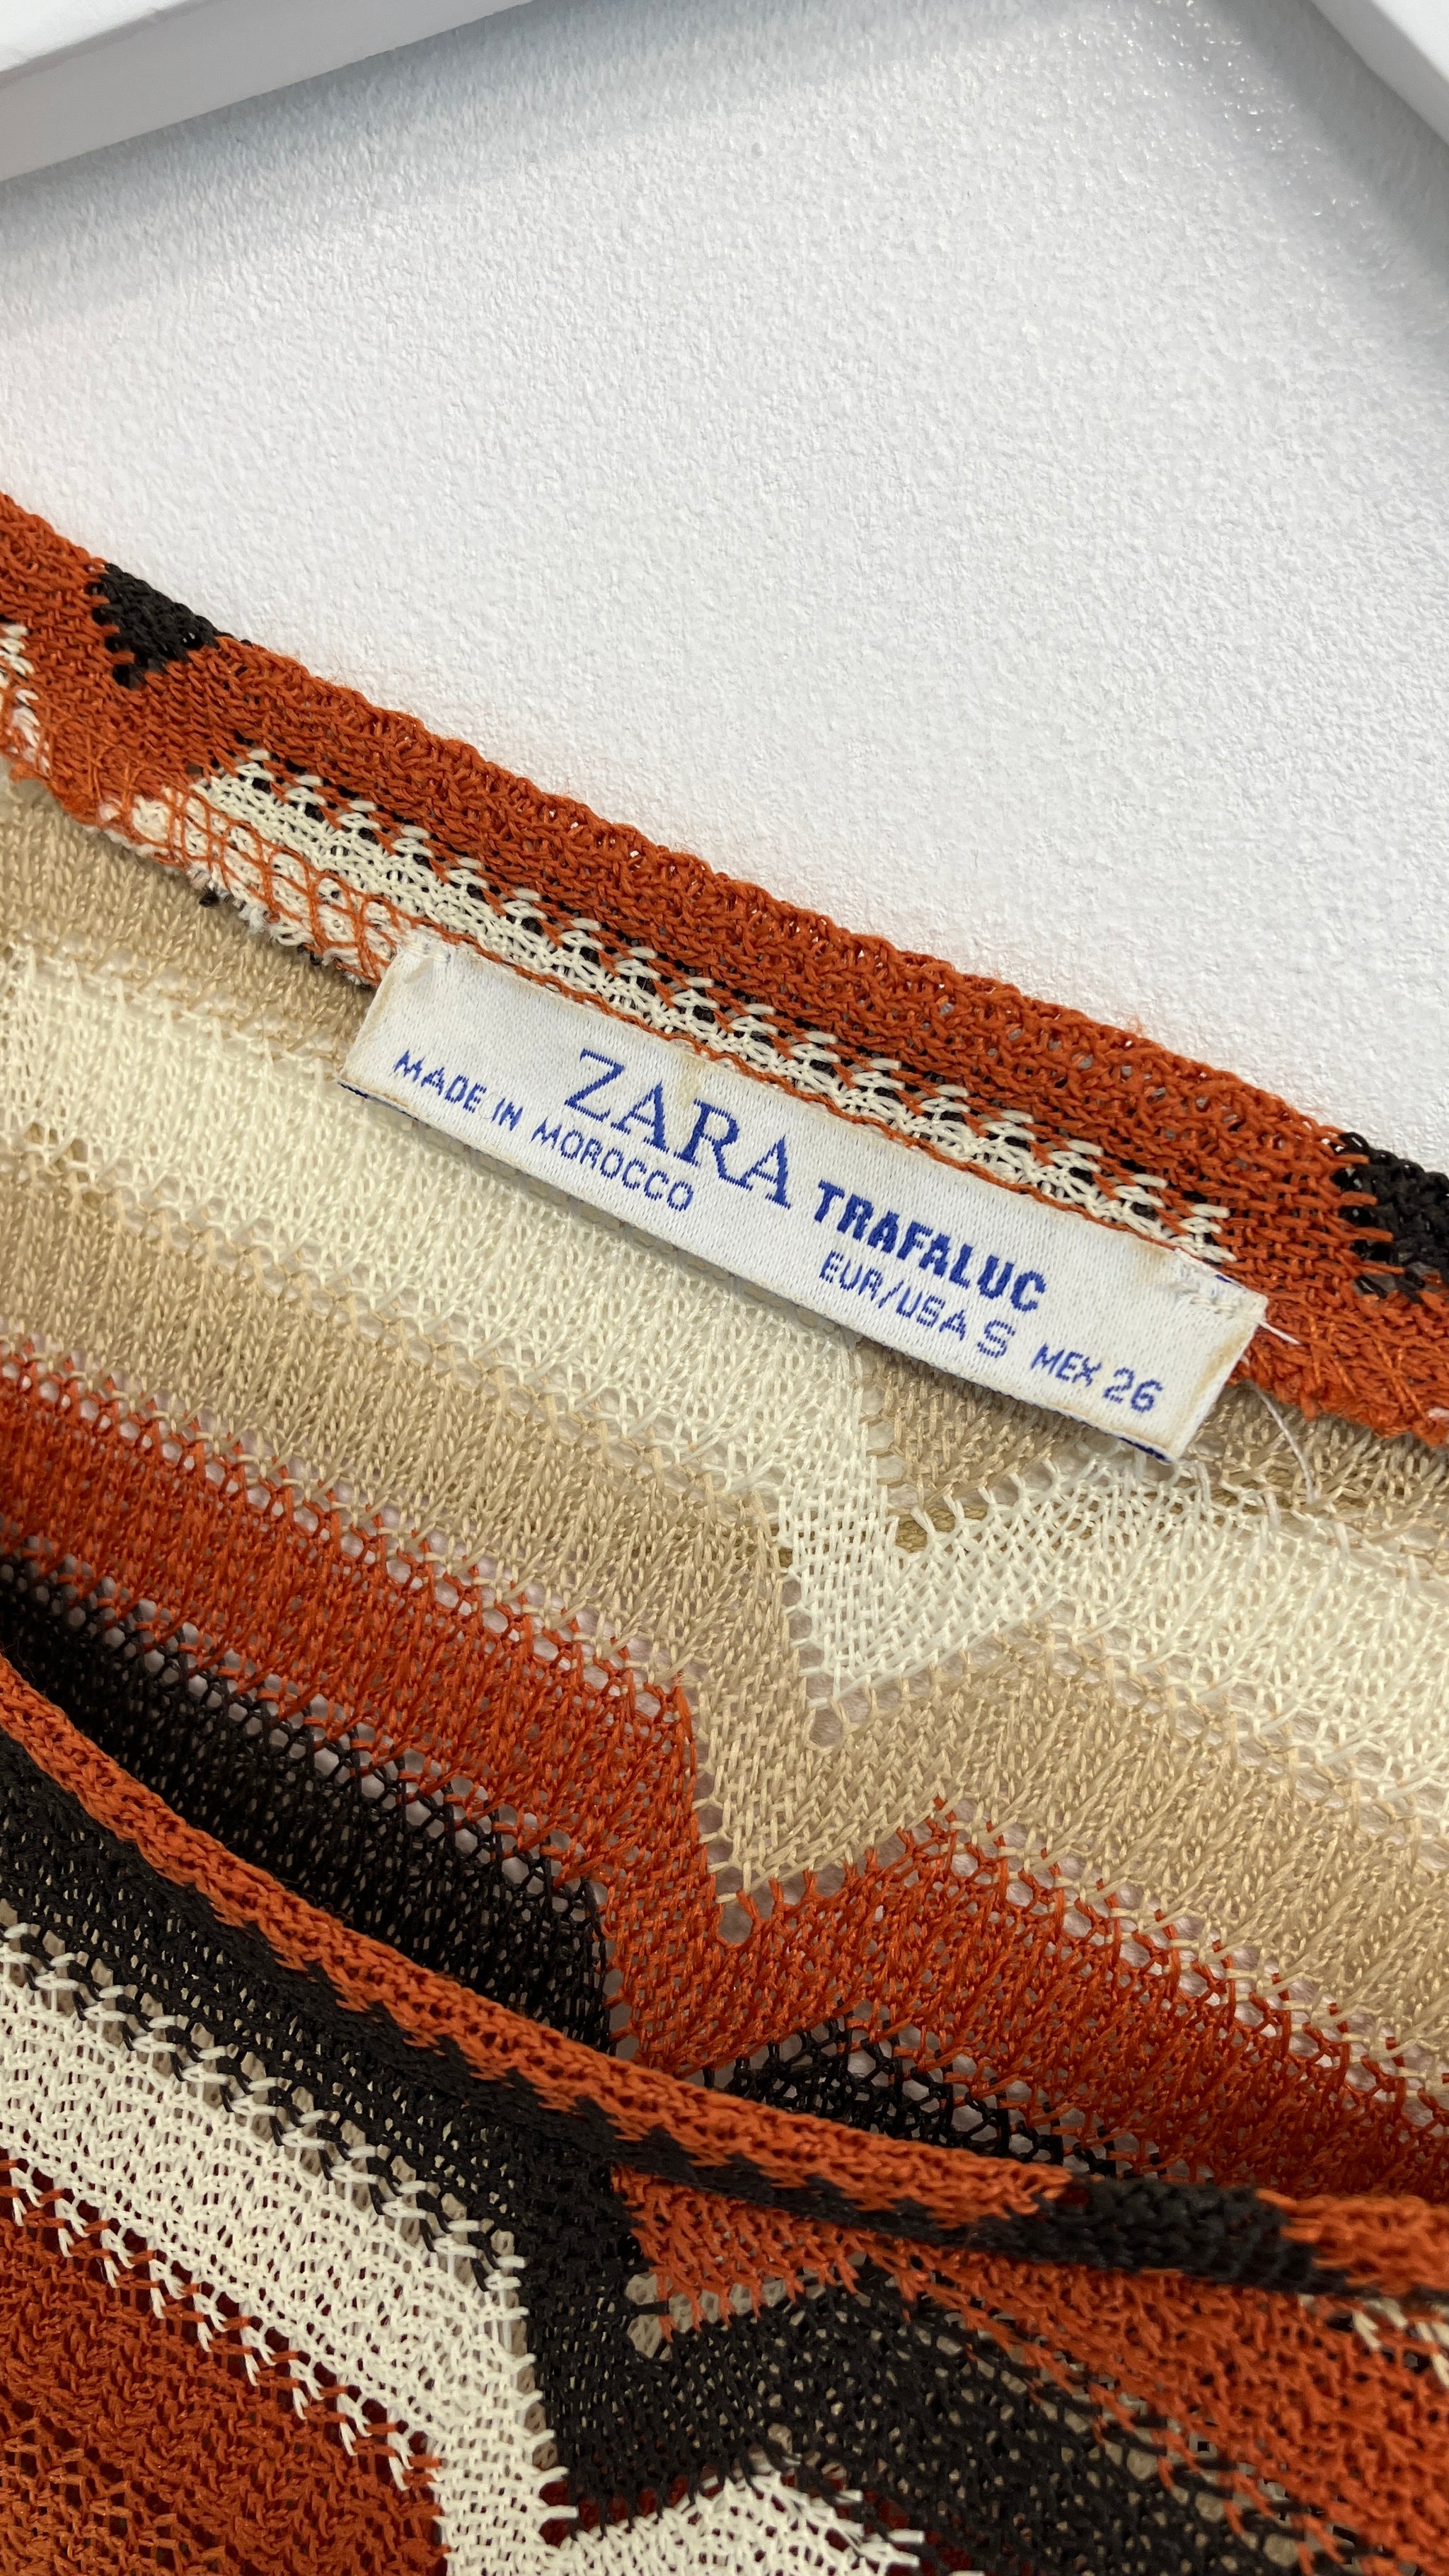 ZARA TRAFALUC
MADE IN MOROCCO
EUR/USA S MEX 26